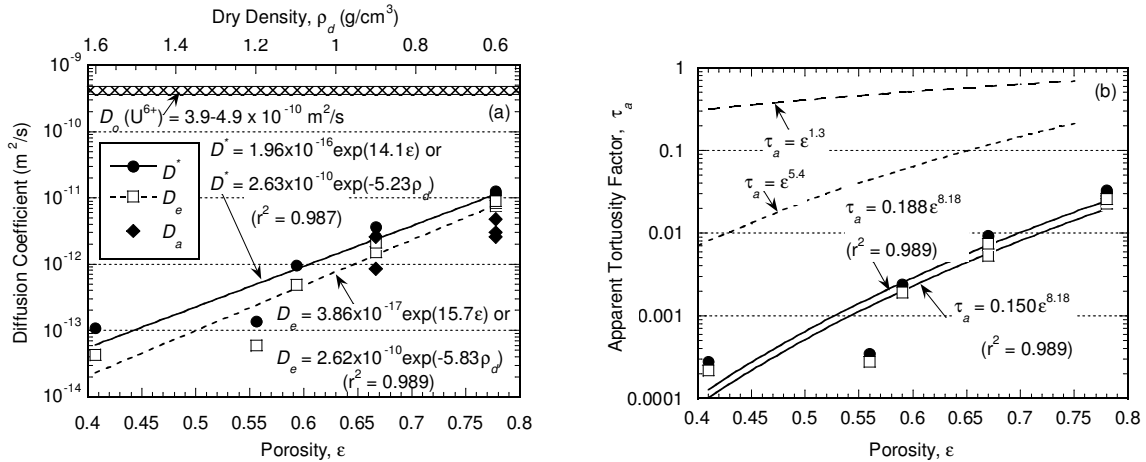 Dry Density, ρd (g/cm3)
1.6 1.4 1.2 1 0.8 0.6
10-9
10-10
10-11
10-12
10-13
10-14
Diffusion Coefficient (m2/s)
(a)
Do (U6+) = 3.9-4.9 x 10-10 m2/s
D* = 1.96x10-16exp(14.1ε) or
D* = 2.63x10-10exp(-5.23ρd)
(r2 = 0.987)
D*
De
Da
De = 3.86x10-17exp(15.7ε) or
De = 2.62x10-10exp(-5.83ρd)
(r2 = 0.989)
0.4 0.45 0.5 0.55 0.6 0.65 0.7 0.75 0.8
Porosity, ε
1
0.1
0.01
0.001
0.0001
Apparent Tortuosity Factor, τa
(b)
τa = ε1.3
τa = ε5.4
τa = 0.188ε8.18
(r2 = 0.989)
τa = 0.150ε8.18
(r2 = 0.989)
0.4 0.45 0.5 0.55 0.6 0.65 0.7 0.75 0.8
Porosity, ε